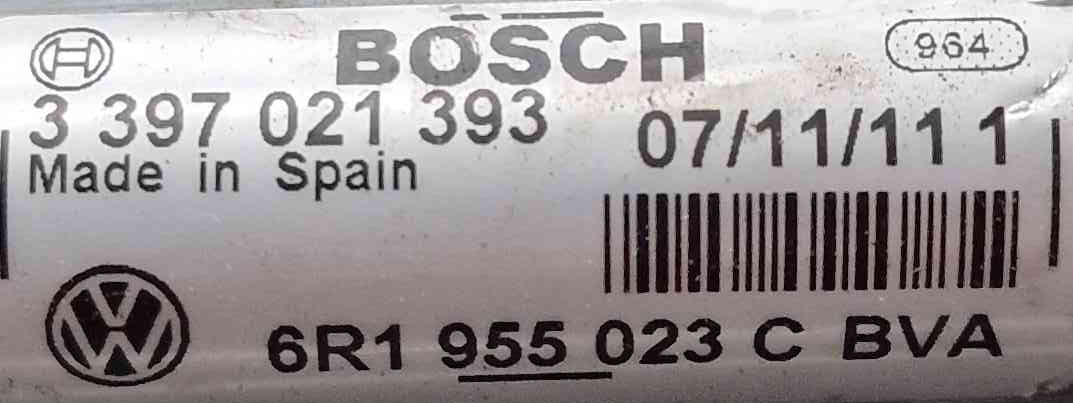 BOSCH 964
3 397 021 393 07/11/11 1
Made in Spain
6R1 955 023 C BVA